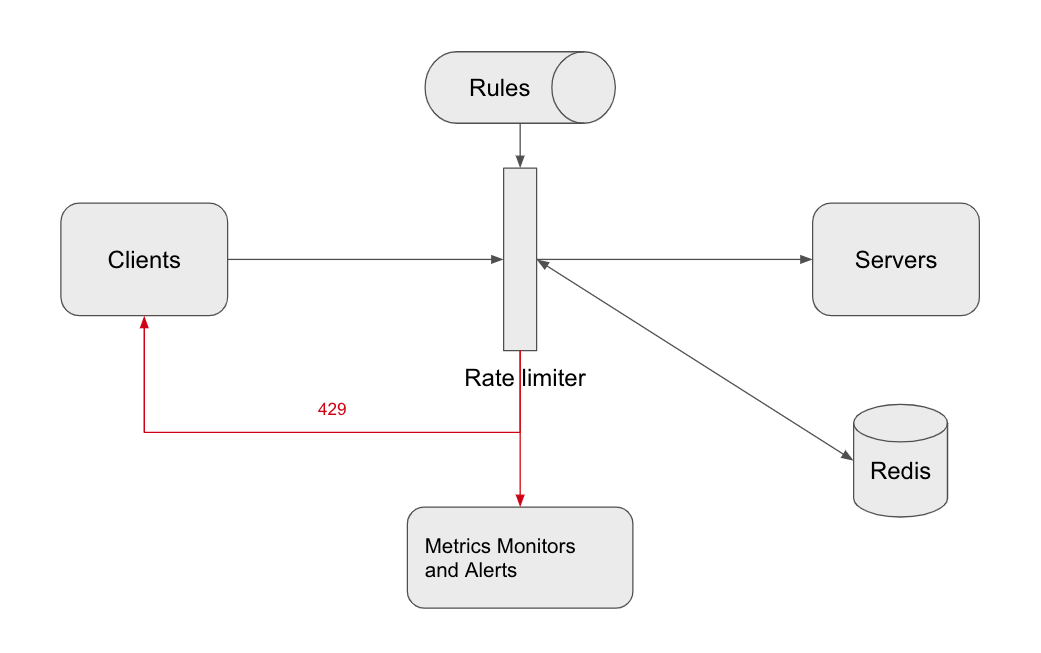 Rules
Clients
Servers
Rate limiter
429
Redis
Metrics Monitors
and Alerts